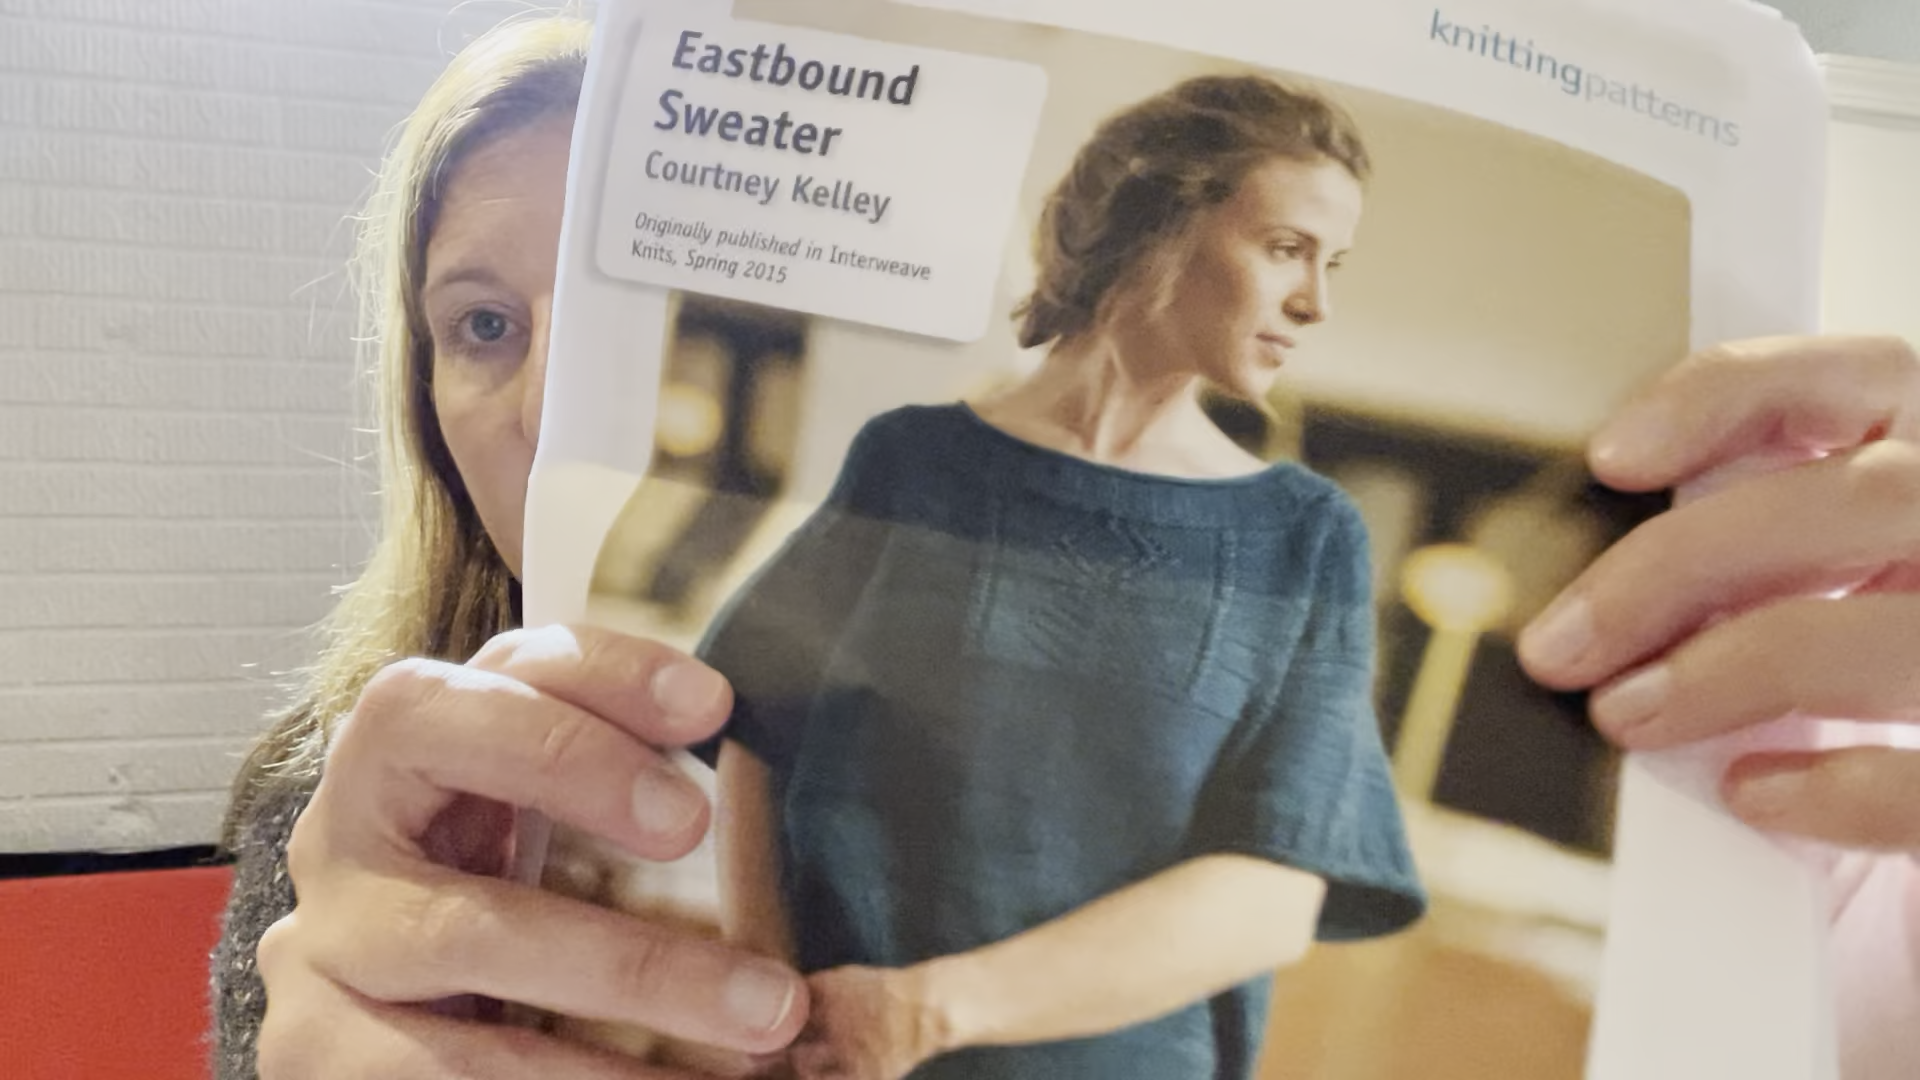 knittingpatterns
Eastbound
Sweater
Courtney Kelley
Originally published in Interweave
Knits, Spring 2015